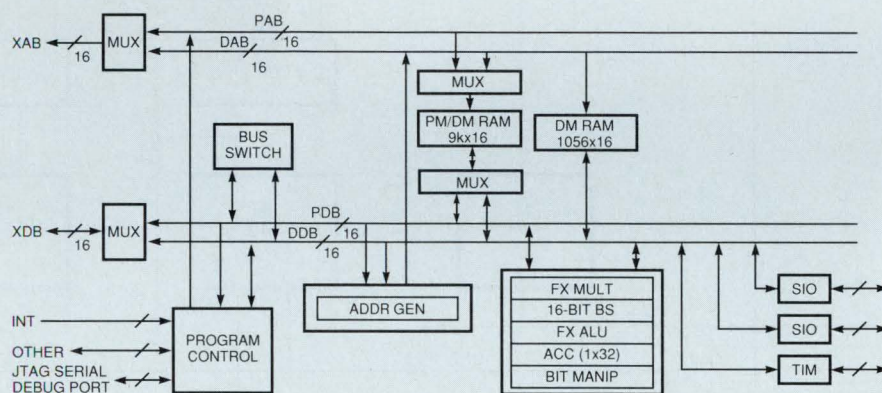 PAB
XAB
16
MUX
16
DAB
16
MUX
PM/DM RAM
9kx16
DM RAM
1056x16
BUS
SWITCH
MUX
PDB
XDB
16
MUX
16
DDB
16
ADDR GEN
FX MULT
16-BIT BS
FX ALU
ACC (1x32)
BIT MANIP
SIO
SIO
TIM
INT
OTHER
JTAG SERIAL
DEBUG PORT
PROGRAM
CONTROL